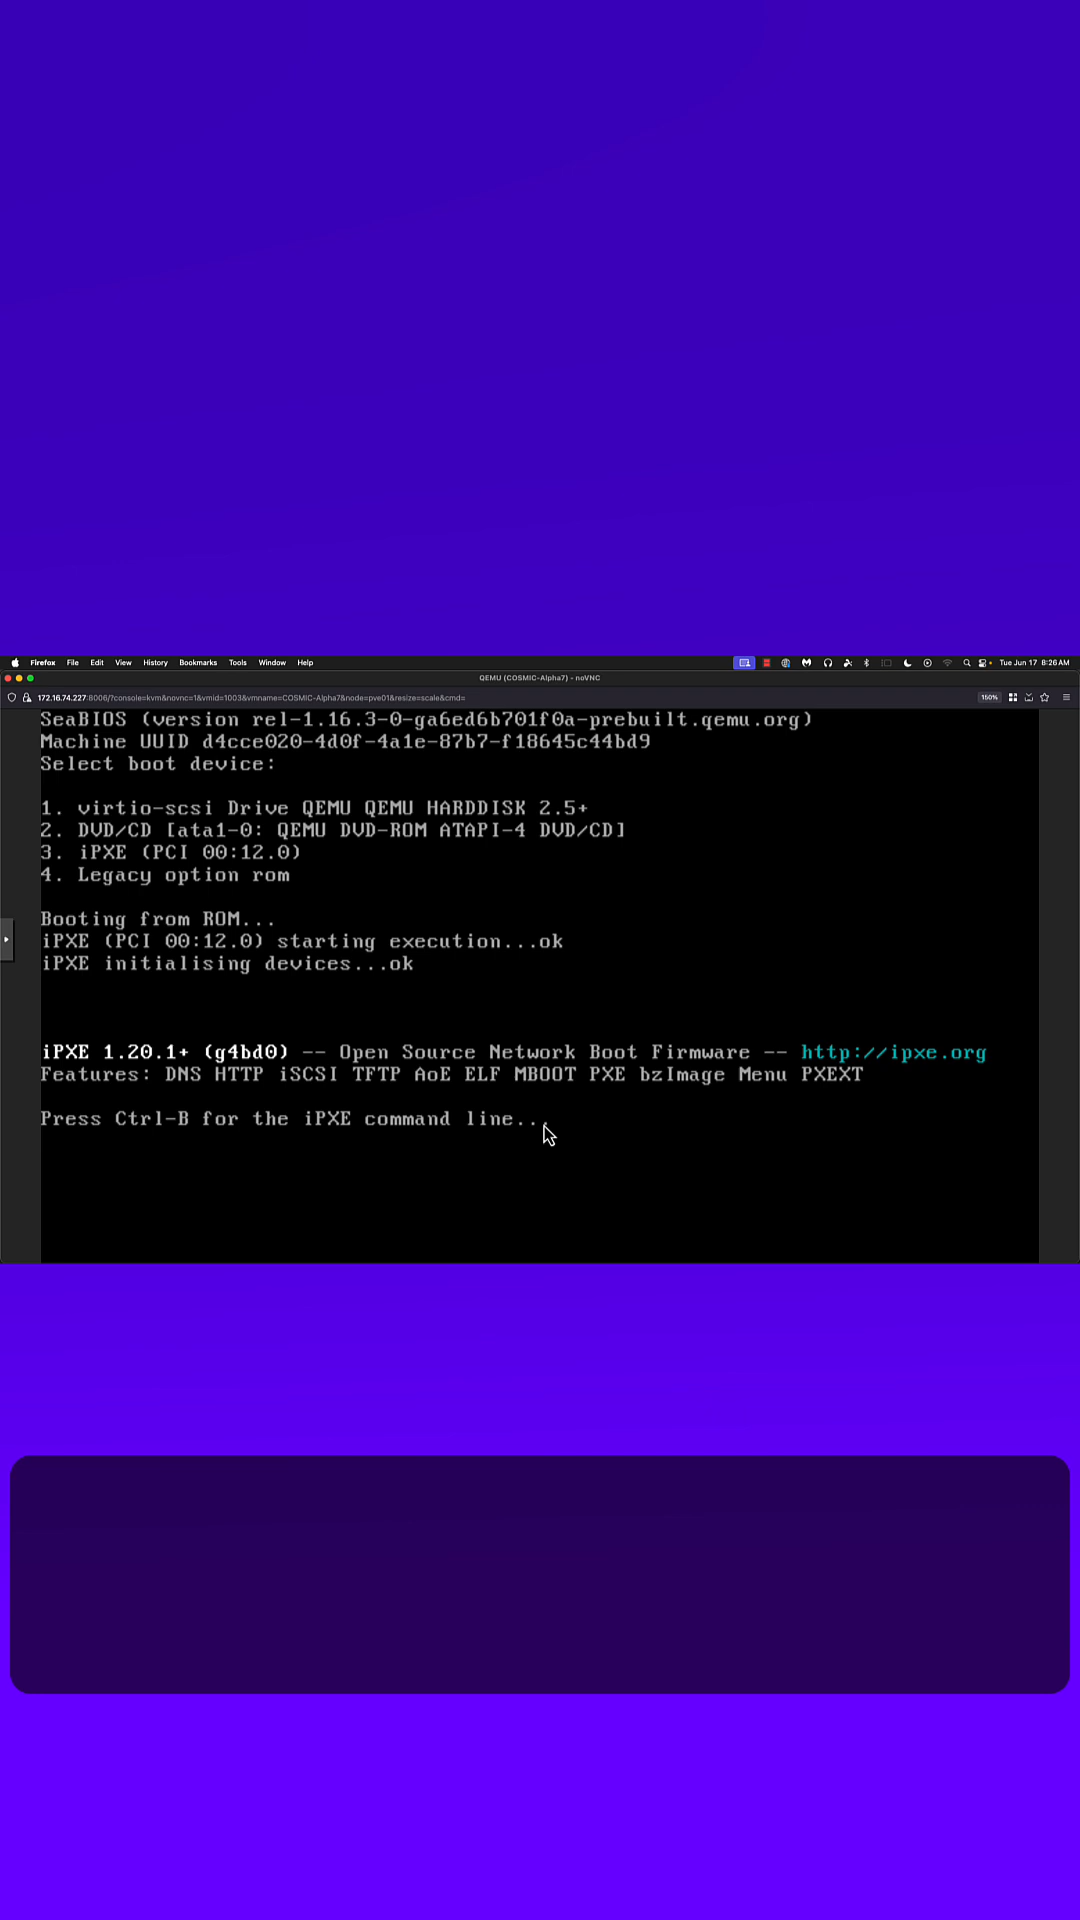 Firefox File Edit View History Bookmarks Tools Window Help Tue Jun 17 8:26 AM
QEMU (COSMIC-Alpha7) - noVNC
172.16.74.227:8006/?console=kvm&novnc=1&vmid=1003&vmname=COSMIC-Alpha7&node=pve01&resize=scale&cmd= 150%
SeaBIOS (version rel-1.16.3-0-ga6ed6b701f0a-prebuilt.qemu.org)
Machine UUID d4cce020-4d0f-4a1e-87b7-f18645c44bd9
Select boot device:
1. virtio-scsi Drive QEMU QEMU HARDDISK 2.5+
2. DVD/CD [ata1-0: QEMU DVD-ROM ATAPI-4 DVD/CD]
3. iPXE (PCI 00:12.0)
4. Legacy option rom
Booting from ROM...
iPXE (PCI 00:12.0) starting execution...ok
iPXE initialising devices...ok
iPXE 1.20.1+ (g4bd0) -- Open Source Network Boot Firmware -- http://ipxe.org
Features: DNS HTTP iSCSI TFTP AoE ELF MBOOT PXE bzImage Menu PXEXT
Press Ctrl-B for the iPXE command line...